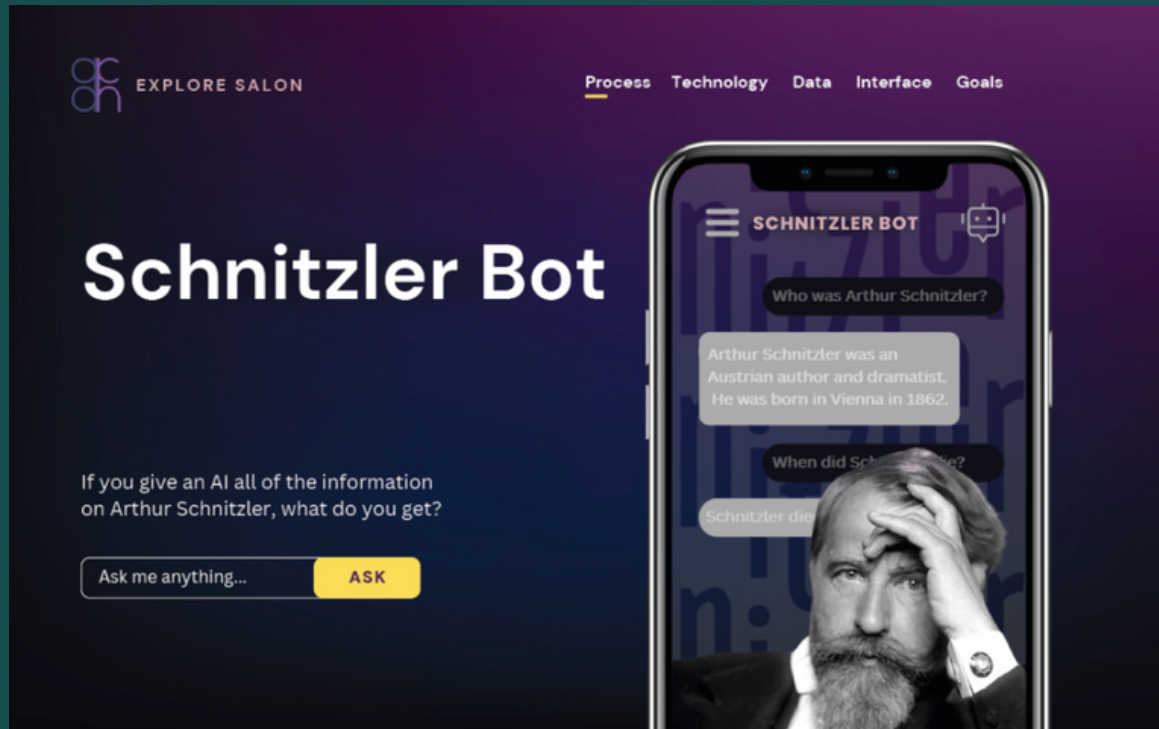 acdh
EXPLORE SALON
Process Technology Data Interface Goals
Schnitzler Bot
If you give an AI all of the information
on Arthur Schnitzler, what do you get?
Ask me anything... ASK
SCHNITZLER BOT
Who was Arthur Schnitzler?
Arthur Schnitzler was an
Austrian author and dramatist.
He was born in Vienna in 1862.
When did
Schnitzler